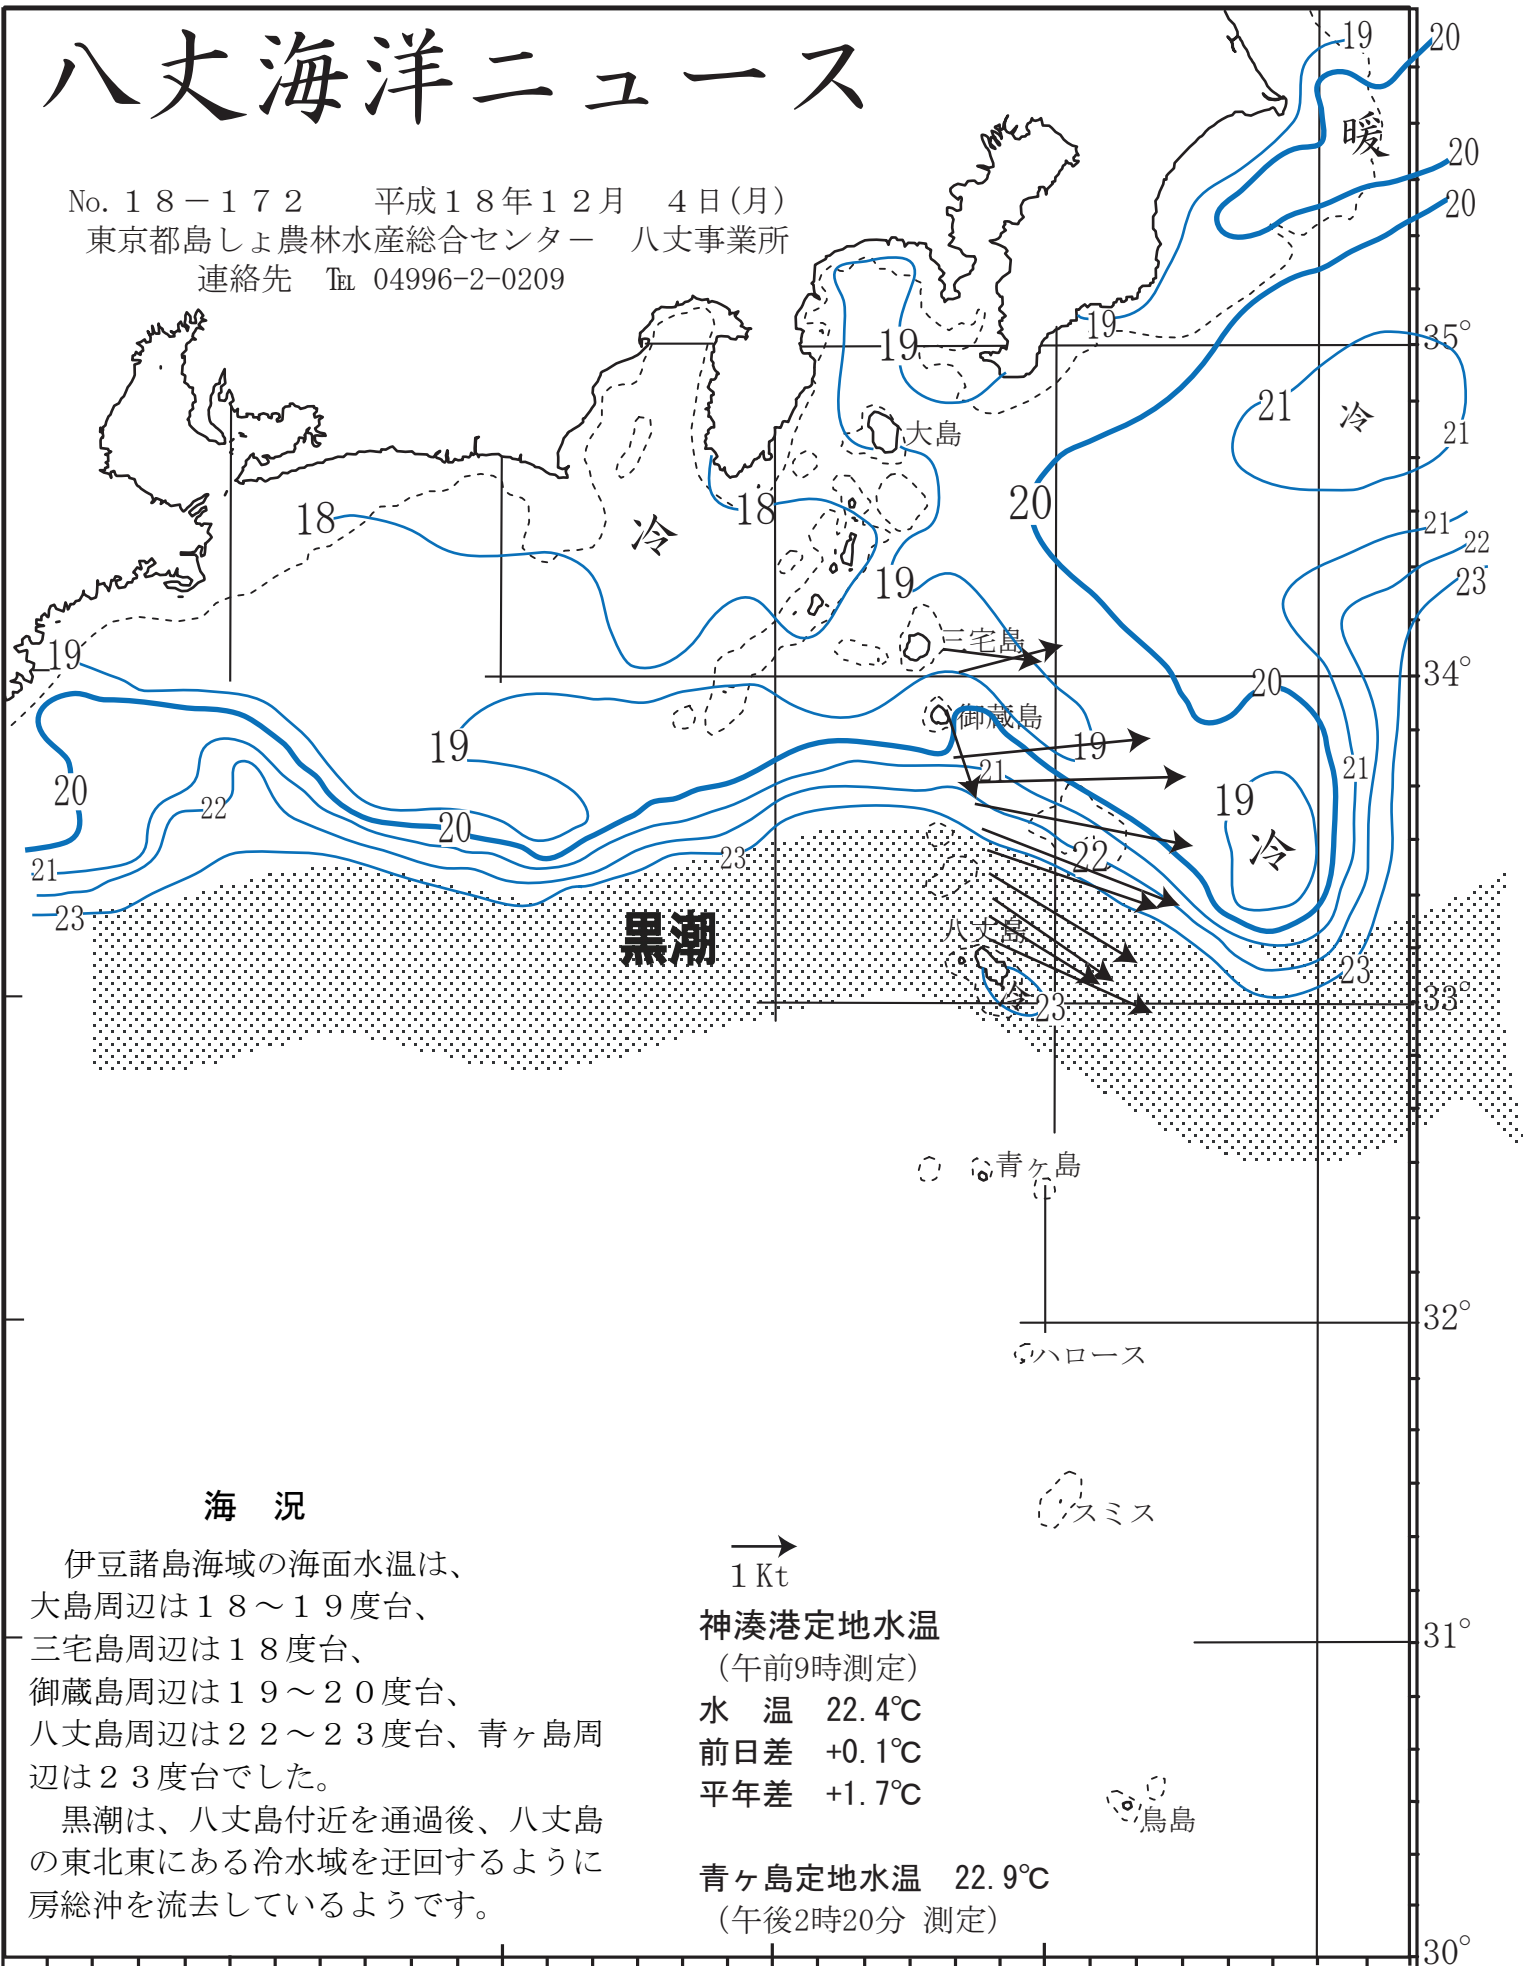 八丈海洋ニュース
No.１８－１７２　　平成１８年１２月　４日(月)
東京都島しょ農林水産総合センター　八丈事業所
連絡先　℡ 04996-2-0209
19
20
暖
20
20
19
19
35°
21
冷
21
大島
20
18
冷
18
21
22
19
23
三宅島
19
34°
20
御蔵島
19
19
21
21
20
22
19
20
冷
22
23
21
23
黒潮
八丈島
23
冷
23
33°
青ヶ島
32°
ハロース
スミス
31°
鳥島
30°
海　況
伊豆諸島海域の海面水温は、
大島周辺は１８～１９度台、
三宅島周辺は１８度台、
御蔵島周辺は１９～２０度台、
八丈島周辺は２２～２３度台、青ヶ島周
辺は２３度台でした。
黒潮は、八丈島付近を通過後、八丈島
の東北東にある冷水域を迂回するように
房総沖を流去しているようです。
１Kt
神湊港定地水温
（午前9時測定）
水　温　22.4℃
前日差　+0.1℃
平年差　+1.7℃
青ヶ島定地水温　22.9℃
（午後2時20分 測定）